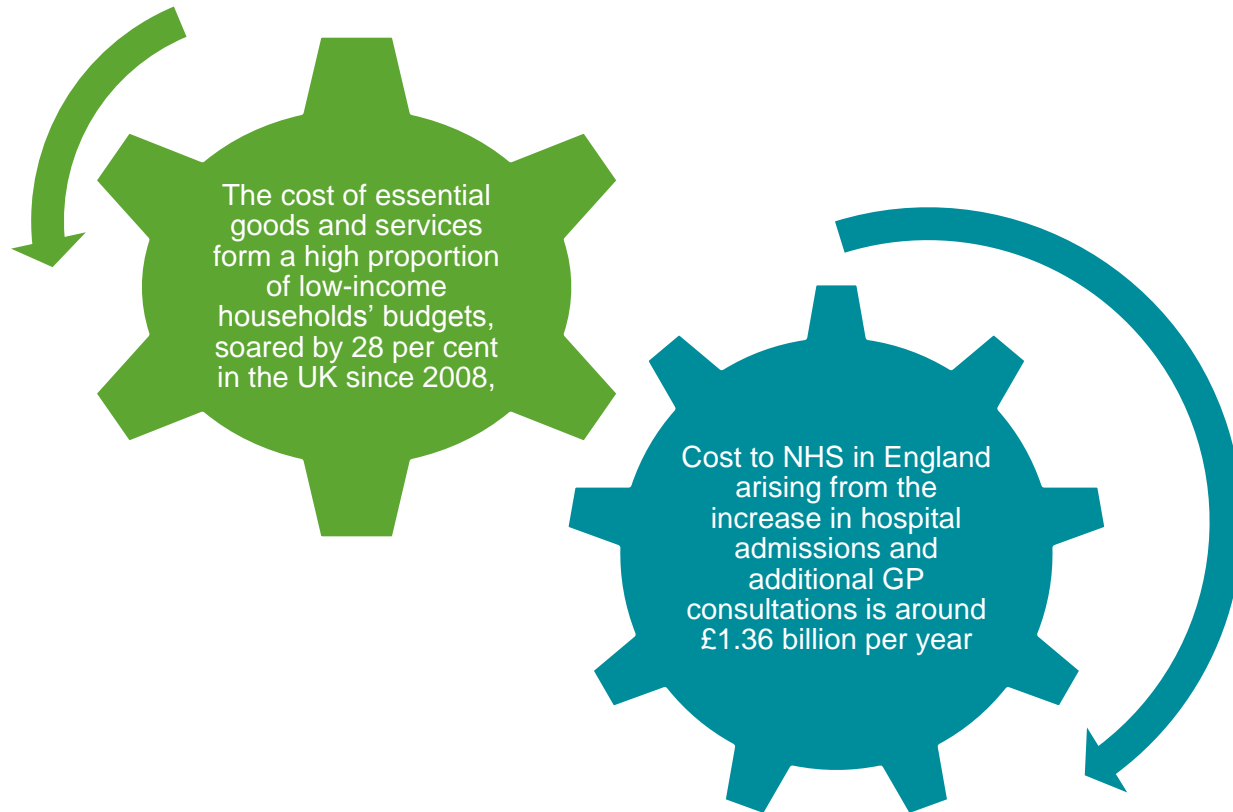 The cost of essential
goods and services
form a high proportion
of low-income
households’ budgets,
soared by 28 per cent
in the UK since 2008,
Cost to NHS in England
arising from the
increase in hospital
admissions and
additional GP
consultations is around
£1.36 billion per year